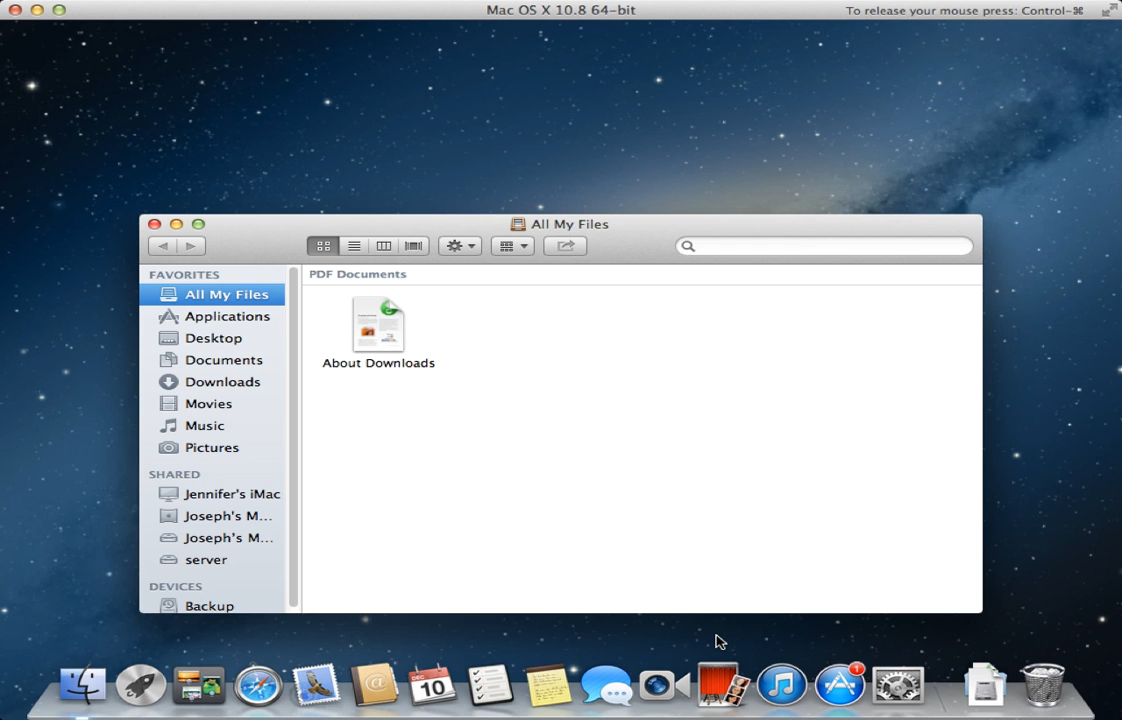 Mac OS X 10.8 64-bit
To release your mouse press: Control-⌘
All My Files
FAVORITES
All My Files
Applications
Desktop
Documents
Downloads
Movies
Music
Pictures
SHARED
Jennifer's iMac
Joseph's M...
Joseph's M...
server
DEVICES
Backup
PDF Documents
About Downloads
DEC
10
1